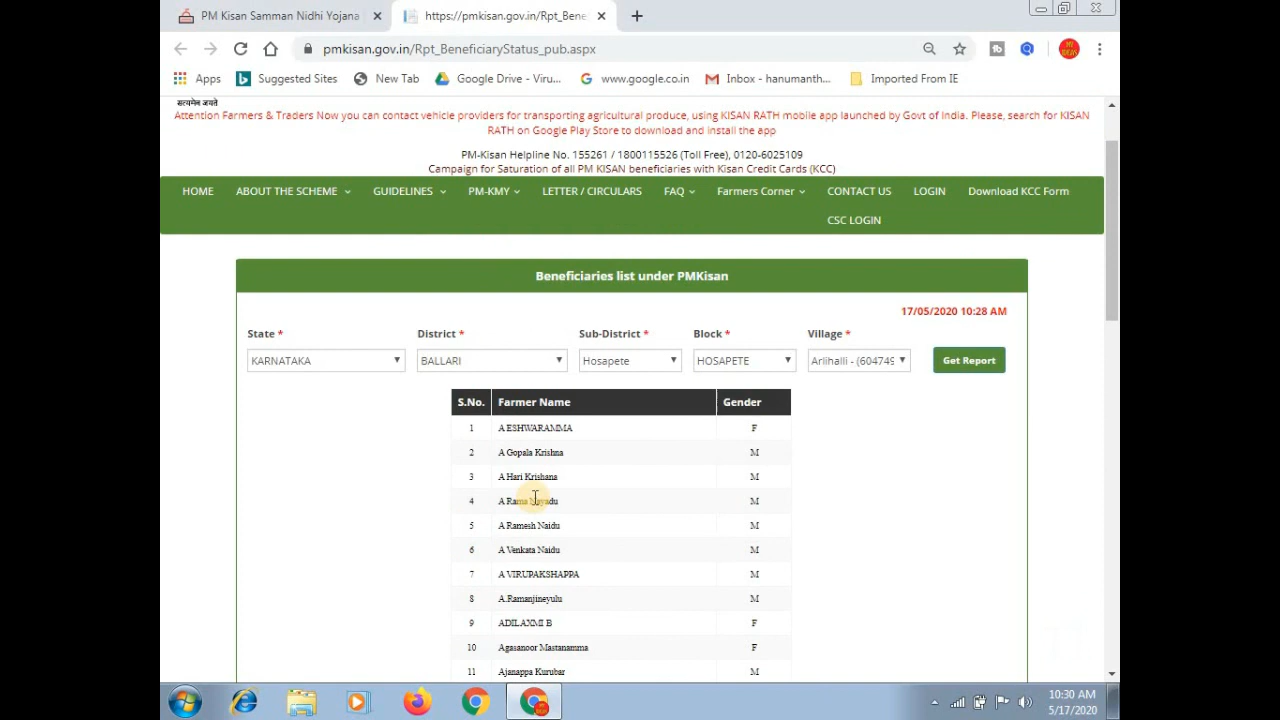 PM Kisan Samman Nidhi Yojana
https://pmkisan.gov.in/Rpt_Bene
pmkisan.gov.in/Rpt_BeneficiaryStatus_pub.aspx
Apps Suggested Sites New Tab Google Drive - Viru... www.google.co.in Inbox - hanumanth... Imported From IE
सत्यमेव जयते
Attention Farmers & Traders Now you can contact vehicle providers for transporting agricultural produce, using KISAN RATH mobile app launched by Govt of India. Please, search for KISAN
RATH on Google Play Store to download and install the app
PM-Kisan Helpline No. 155261 / 1800115526 (Toll Free), 0120-6025109
Campaign for Saturation of all PM KISAN beneficiaries with Kisan Credit Cards (KCC)
HOME ABOUT THE SCHEME GUIDELINES PM-KMY LETTER / CIRCULARS FAQ Farmers Corner CONTACT US LOGIN Download KCC Form
CSC LOGIN
Beneficiaries list under PMKisan
17/05/2020 10:28 AM
State * District * Sub-District * Block * Village *
KARNATAKA BALLARI Hosapete HOSAPETE Arlihalli - (604749 Get Report
S.No. Farmer Name Gender
1 A ESHWARAMMA F
2 A Gopala Krishna M
3 A Hari Krishana M
4 A Rama Nayadu M
5 A Ramesh Naidu M
6 A Venkata Naidu M
7 A VIRUPAKSHAPPA M
8 A.Ramanjineyulu M
9 ADILAXMI B F
10 Agasanoor Mastanamma F
11 Ajanappa Kurubar M
10:30 AM
5/17/2020